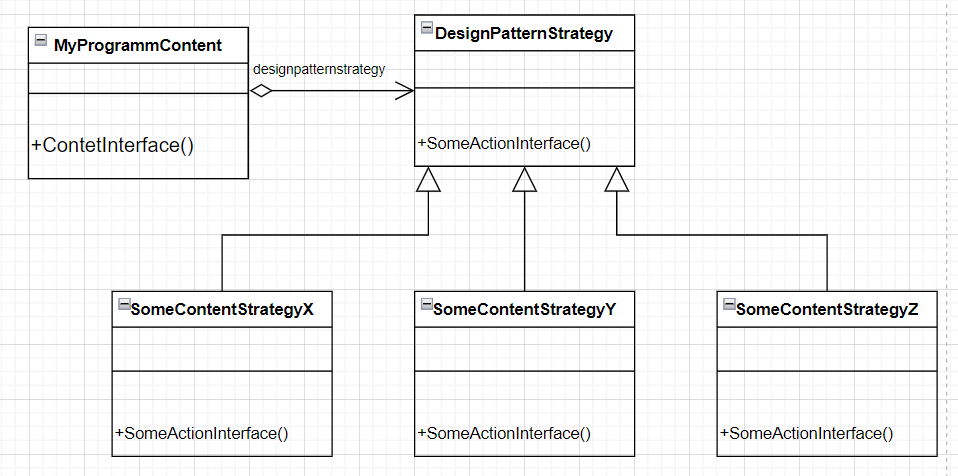 MyProgrammContent
+ContetInterface()
designpatternstrategy
DesignPatternStrategy
+SomeActionInterface()
SomeContentStrategyX
+SomeActionInterface()
SomeContentStrategyY
+SomeActionInterface()
SomeContentStrategyZ
+SomeActionInterface()